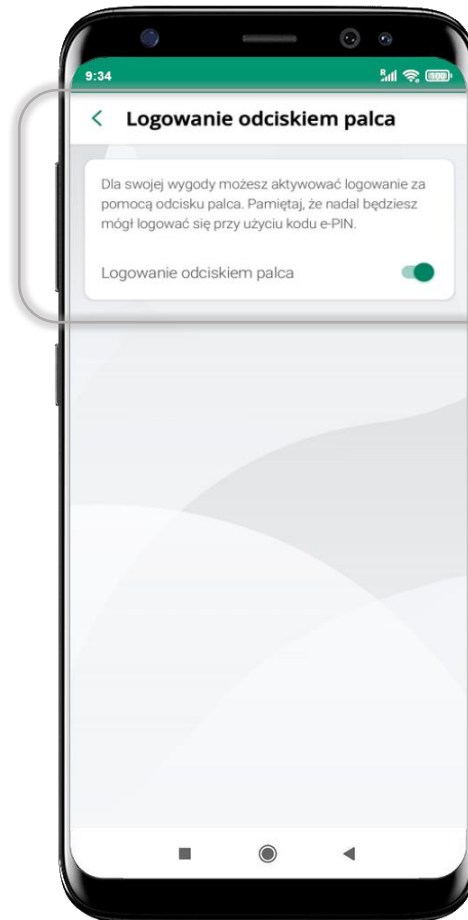 9:34
100
Logowanie odciskiem palca
Dla swojej wygody możesz aktywować logowanie za
pomocą odcisku palca. Pamiętaj, że nadal będziesz
mógł logować się przy użyciu kodu e-PIN.
Logowanie odciskiem palca